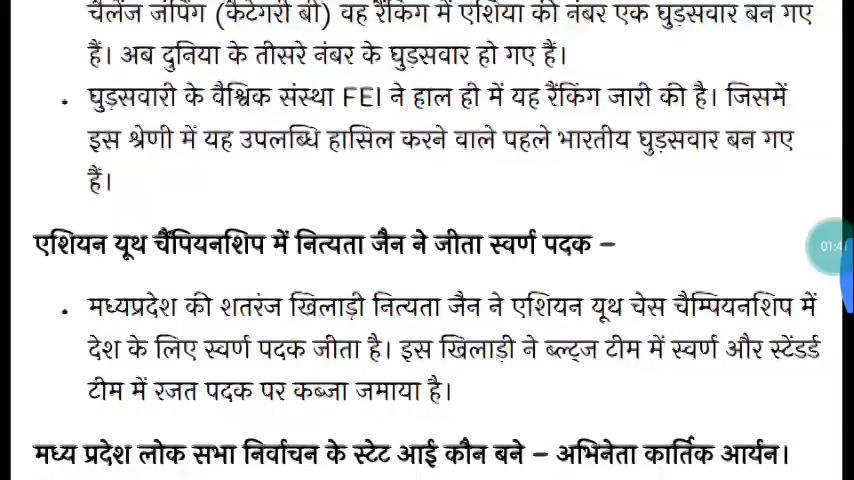 चैलेंज जंपिंग (कैटेगरी बी) वह रैंकिंग में एशिया की नंबर एक घुड़सवार बन गए
हैं। अब दुनिया के तीसरे नंबर के घुड़सवार हो गए हैं।
• घुड़सवारी के वैश्विक संस्था FEI ने हाल ही में यह रैंकिंग जारी की है। जिसमें
इस श्रेणी में यह उपलब्धि हासिल करने वाले पहले भारतीय घुड़सवार बन गए
हैं।
एशियन यूथ चैंपियनशिप में नित्यता जैन ने जीता स्वर्ण पदक –
• मध्यप्रदेश की शतरंज खिलाड़ी नित्यता जैन ने एशियन यूथ चेस चैम्पियनशिप में
देश के लिए स्वर्ण पदक जीता है। इस खिलाड़ी ने ब्ल्ट्ज टीम में स्वर्ण और स्टेंडर्ड
टीम में रजत पदक पर कब्जा जमाया है।
मध्य प्रदेश लोक सभा निर्वाचन के स्टेट आई कौन बने – अभिनेता कार्तिक आर्यन।